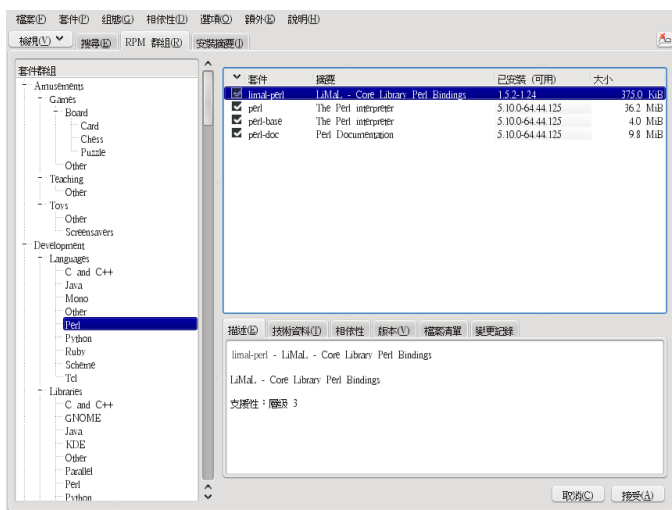 檔案(F) 套件(P) 組態(G) 相依性(D) 選項(O) 額外(E) 說明(H)
檢視(V) 搜尋(E) RPM 群組(R) 安裝摘要(I)
套件群組
Amusements
Games
Board
Card
Chess
Puzzle
Other
Teaching
Other
Toys
Other
Screensavers
Development
Languages
C and C++
Java
Mono
Other
Perl
Python
Ruby
Scheme
Tcl
Libraries
C and C++
GNOME
Java
KDE
Other
Parallel
Perl
Python
套件 摘要 已安裝 (可用) 大小
limal-perl LiMaL - Core Library Perl Bindings 1.5.2-1.24 375.0 KiB
perl The Perl interpreter 5.10.0-64.44.125 36.2 MiB
perl-base The Perl interpreter 5.10.0-64.44.125 4.0 MiB
perl-doc Perl Documentation 5.10.0-64.44.125 9.8 MiB
描述(E) 技術資料(T) 相依性 版本(V) 檔案清單 變更記錄
limal-perl - LiMaL - Core Library Perl Bindings
LiMaL - Core Library Perl Bindings
支援性：層級 3
取消(C) 接受(A)